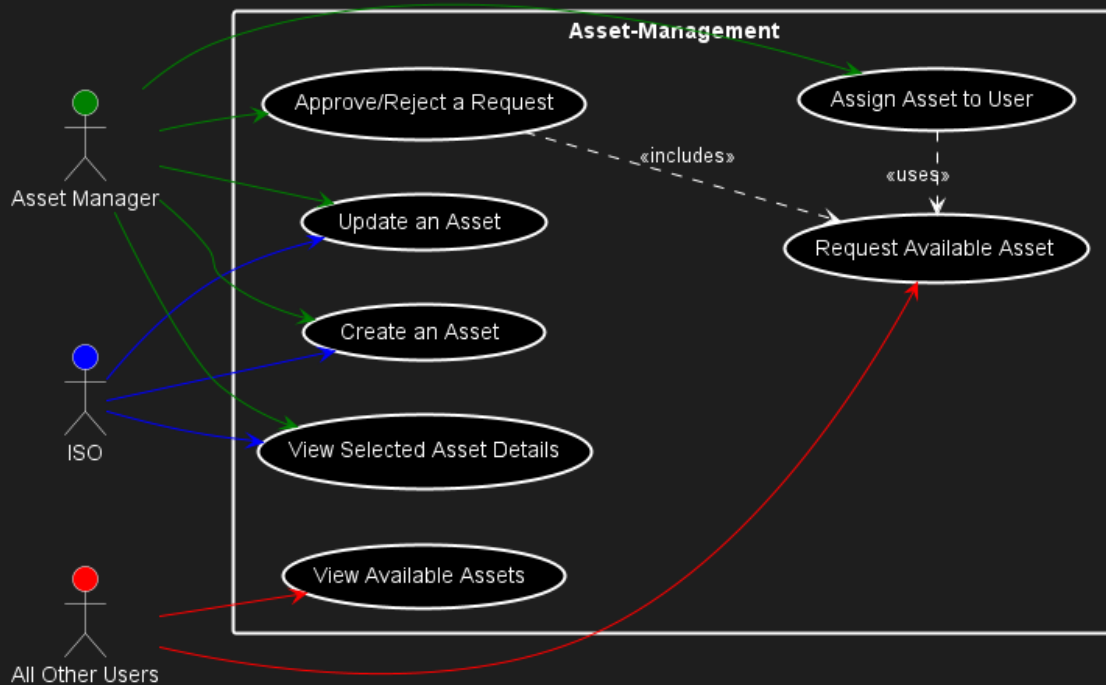 Asset-Management
Approve/Reject a Request
Assign Asset to User
«includes»
«uses»
Asset Manager
Update an Asset
Request Available Asset
Create an Asset
ISO
View Selected Asset Details
View Available Assets
All Other Users